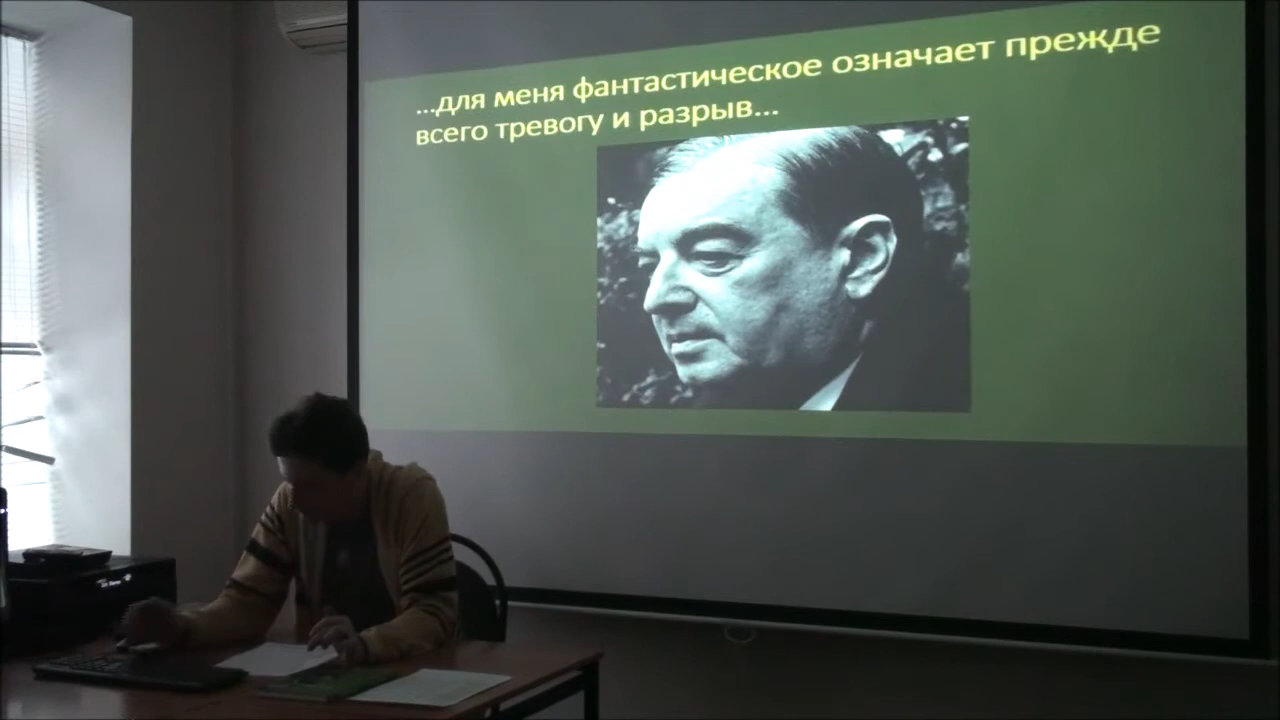 ...для меня фантастическое означает прежде
всего тревогу и разрыв...